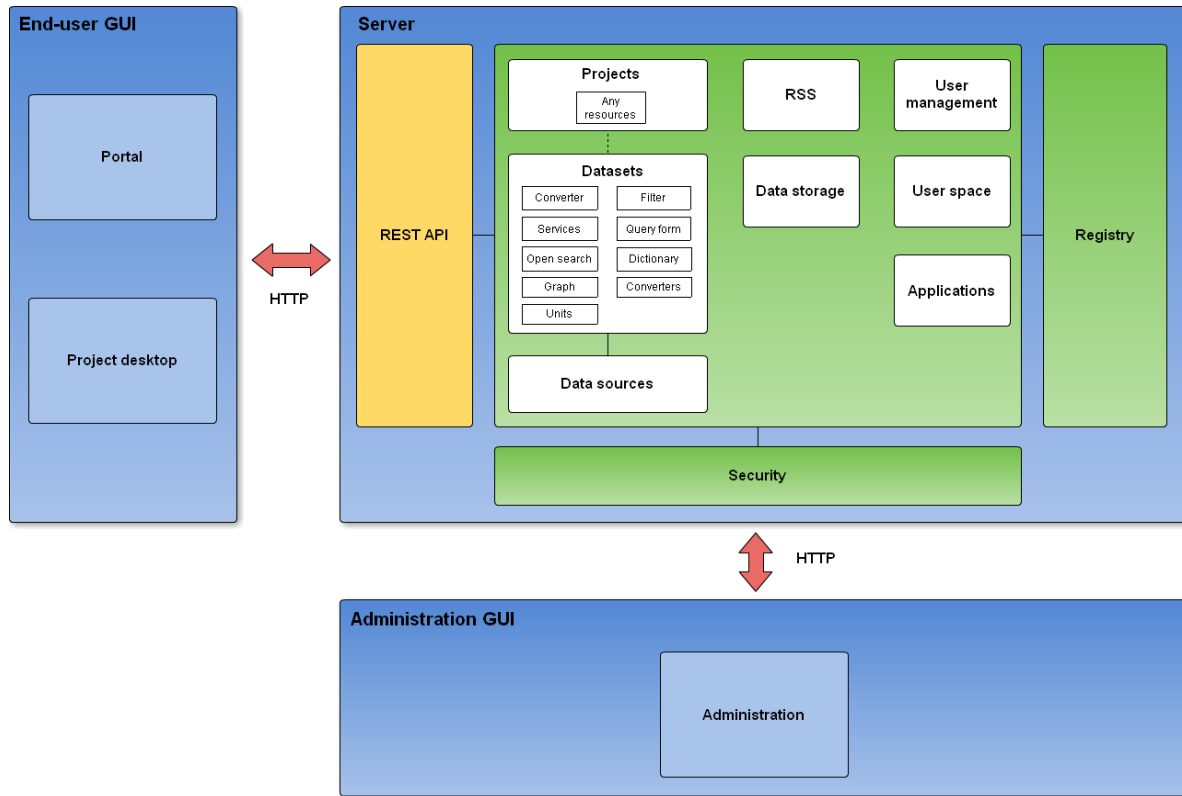 End-user GUI
Portal
Project desktop
HTTP
Server
REST API
Projects
Any
resources
Datasets
Converter
Filter
Services
Query form
Open search
Dictionary
Graph
Converters
Units
Data sources
RSS
User
management
Data storage
User space
Applications
Registry
Security
HTTP
Administration GUI
Administration